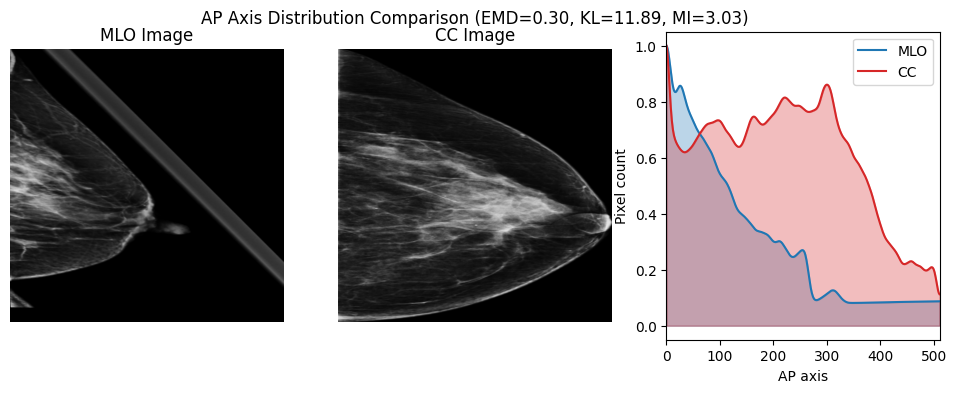 AP Axis Distribution Comparison (EMD=0.30, KL=11.89, MI=3.03)
MLO Image
CC Image
MLO
CC
Pixel count
1.0
0.8
0.6
0.4
0.2
0.0
0 100 200 300 400 500
AP axis